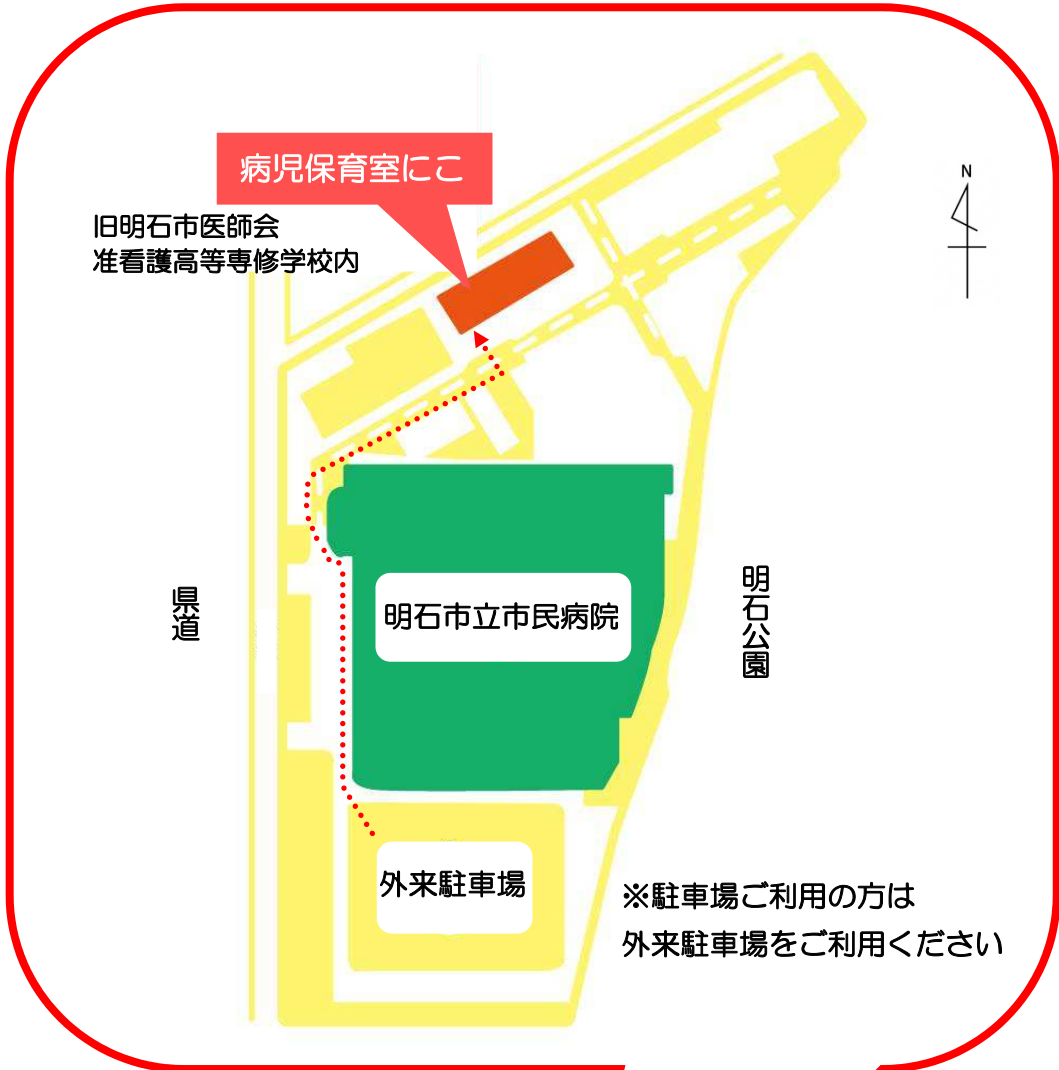 病児保育室にこ
旧明石市医師会
准看護高等専修学校内
N
県道
明石市立市民病院
明石公園
外来駐車場
※駐車場ご利用の方は
外来駐車場をご利用ください